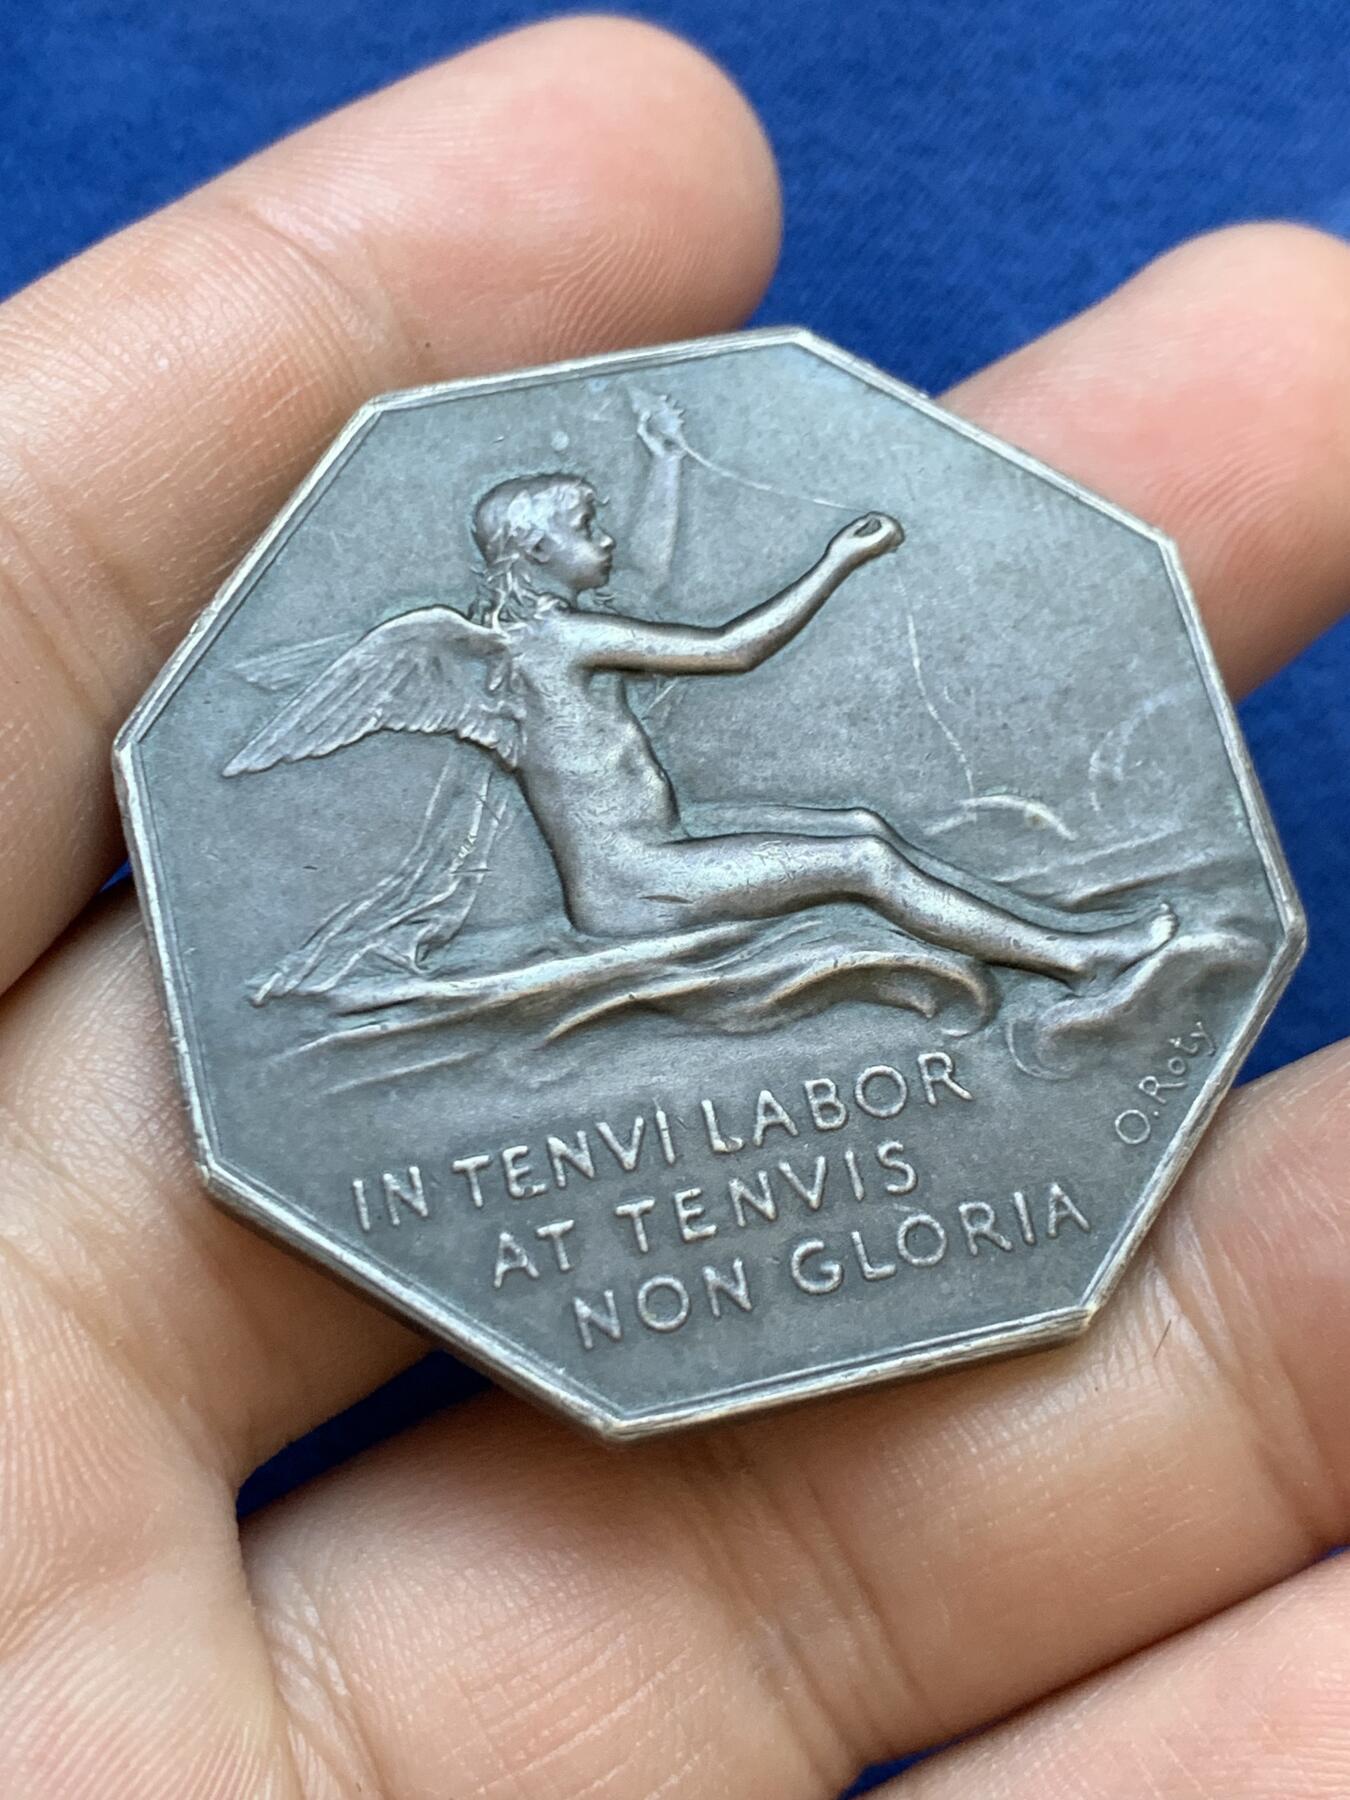 IN TENVI LABOR
AT TENVIS
NON GLORIA
O. Roty